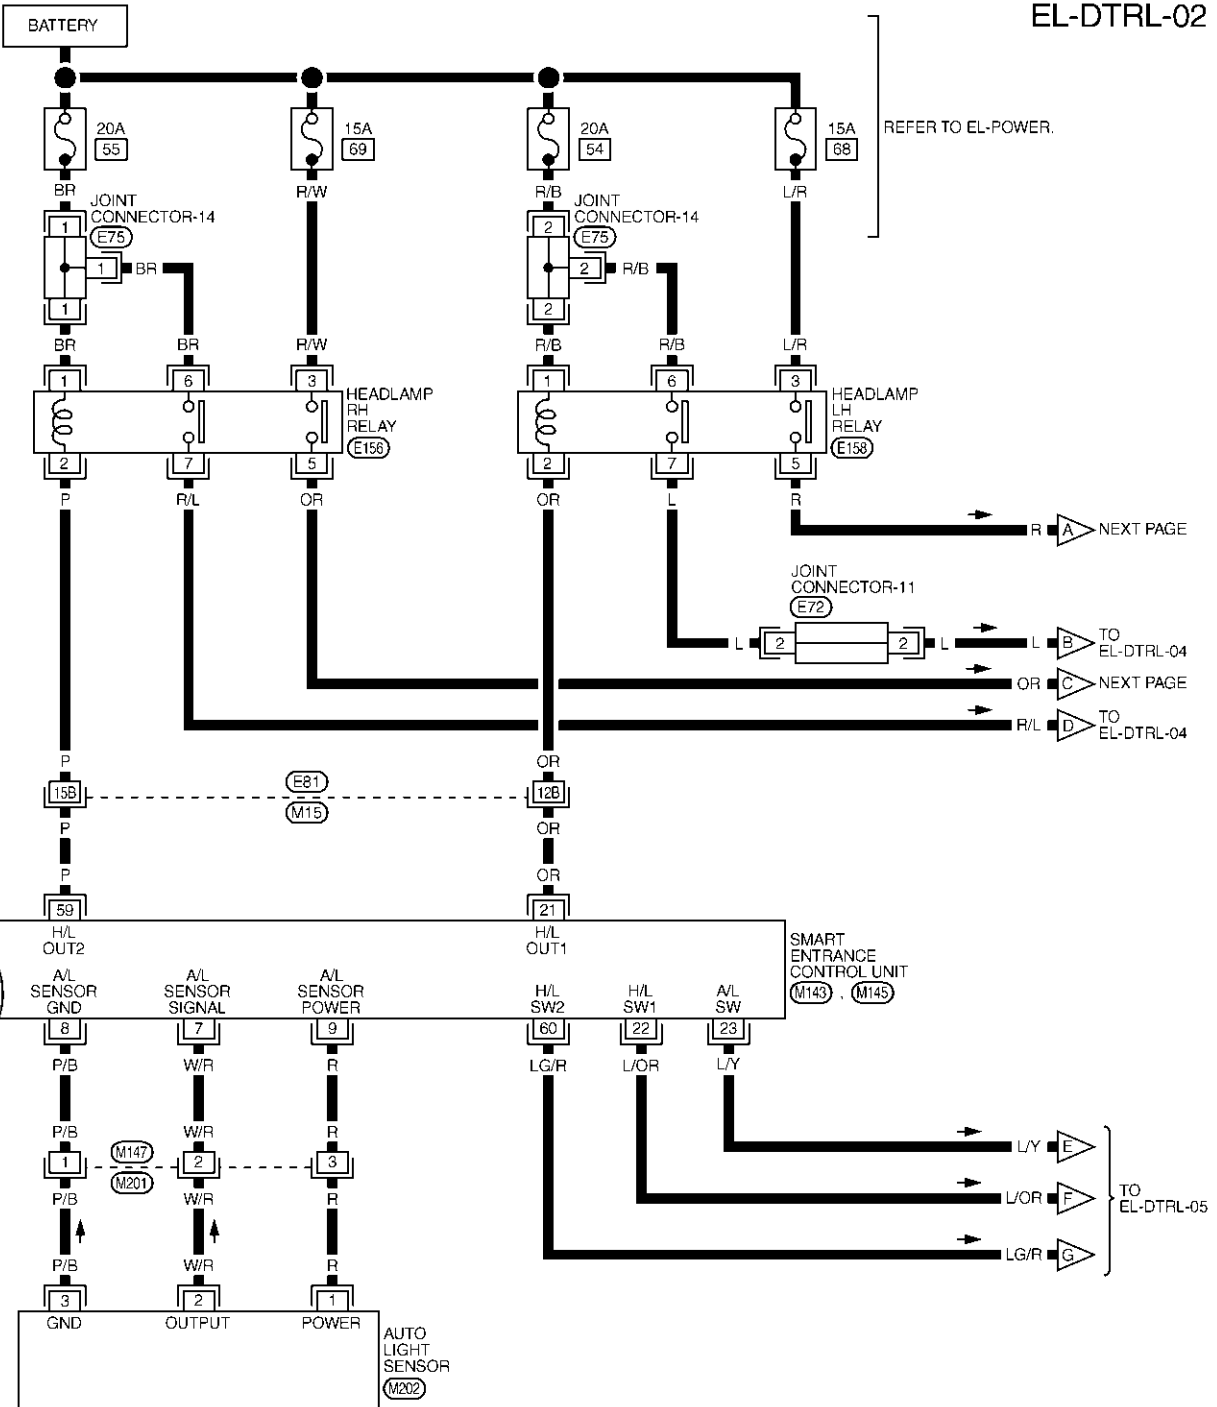 EL-DTRL-02
BATTERY
20A
55
15A
69
20A
54
15A
68
REFER TO EL-POWER.
BR
R/W
R/B
L/R
JOINT
CONNECTOR-14
E75
JOINT
CONNECTOR-14
E75
1
1
BR
1
2
2
R/B
2
BR
BR
R/W
R/B
R/B
L/R
1
6
3
1
6
3
HEADLAMP
RH
RELAY
E156
HEADLAMP
LH
RELAY
E158
2
7
5
2
7
5
P
R/L
OR
OR
L
R
R
A
NEXT PAGE
JOINT
CONNECTOR-11
E72
L
2
2
L
L
B
TO
EL-DTRL-04
OR
C
NEXT PAGE
R/L
D
TO
EL-DTRL-04
P
OR
15B
E81
M15
12B
P
OR
P
OR
59
21
H/L
OUT2
H/L
OUT1
SMART
ENTRANCE
CONTROL UNIT
M143 , M145
A/L
SENSOR
GND
A/L
SENSOR
SIGNAL
A/L
SENSOR
POWER
H/L
SW2
H/L
SW1
A/L
SW
8
7
9
60
22
23
P/B
W/R
R
LG/R
L/OR
L/Y
P/B
W/R
R
L/Y
E
1
M147
M201
2
3
P/B
W/R
R
L/OR
F
TO
EL-DTRL-05
LG/R
G
P/B
W/R
R
3
2
1
GND
OUTPUT
POWER
AUTO
LIGHT
SENSOR
M202